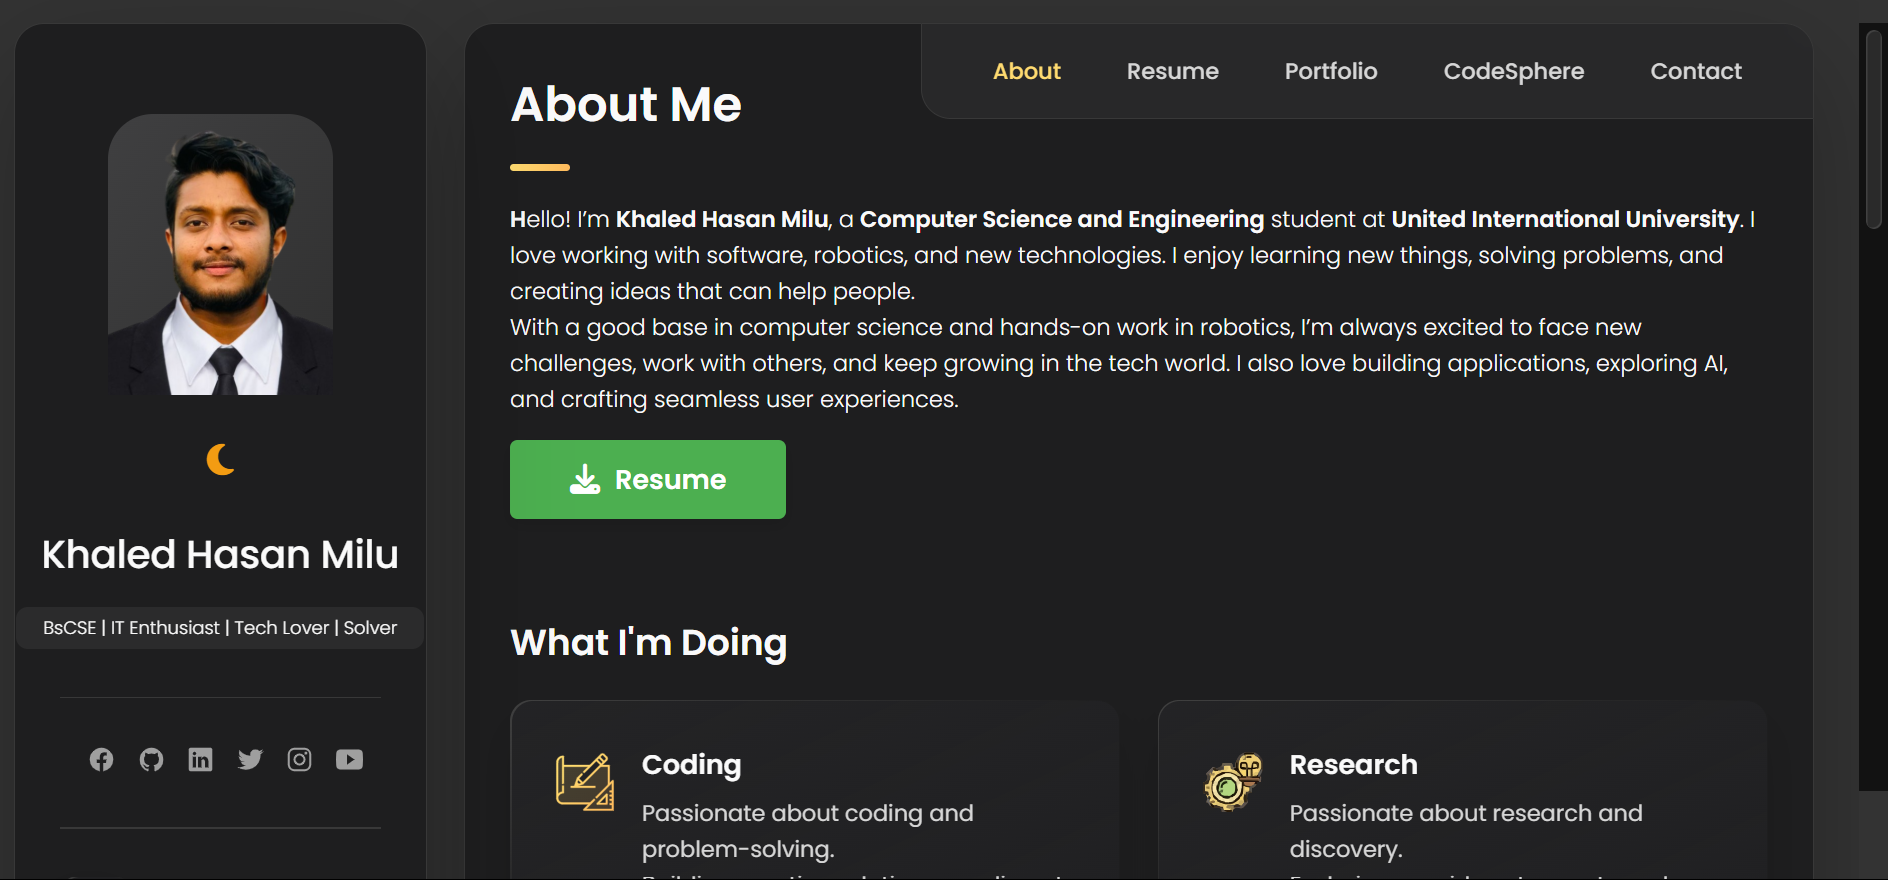 About
Resume
Portfolio
CodeSphere
Contact
Khaled Hasan Milu
BsCSE | IT Enthusiast | Tech Lover | Solver
About Me
Hello! I’m Khaled Hasan Milu, a Computer Science and Engineering student at United International University. I
love working with software, robotics, and new technologies. I enjoy learning new things, solving problems, and
creating ideas that can help people.
With a good base in computer science and hands-on work in robotics, I’m always excited to face new
challenges, work with others, and keep growing in the tech world. I also love building applications, exploring AI,
and crafting seamless user experiences.
Resume
What I'm Doing
Coding
Passionate about coding and
problem-solving.
Research
Passionate about research and
discovery.